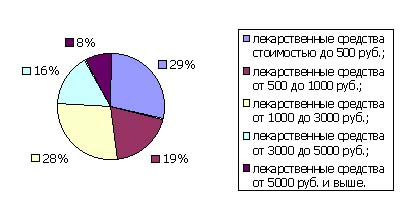 8%
29%
16%
28%
19%
лекарственные средства
стоимостью до 500 руб.;
лекарственные средства
от 500 до 1000 руб.;
лекарственные средства
от 1000 до 3000 руб.;
лекарственные средства
от 3000 до 5000 руб.;
лекарственные средства
от 5000 руб. и выше.